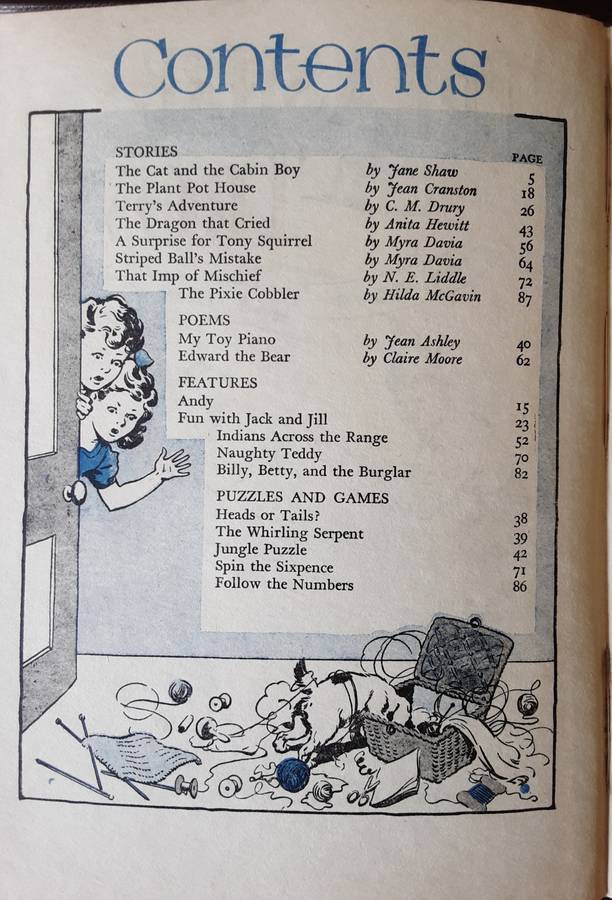 Contents
STORIES PAGE
The Cat and the Cabin Boy by Jane Shaw 5
The Plant Pot House by Jean Cranston 18
Terry's Adventure by C. M. Drury 26
The Dragon that Cried by Anita Hewitt 43
A Surprise for Tony Squirrel by Myra Davia 56
Striped Ball's Mistake by Myra Davia 64
That Imp of Mischief by N. E. Liddle 72
The Pixie Cobbler by Hilda McGavin 87
POEMS
My Toy Piano by Jean Ashley 40
Edward the Bear by Claire Moore 62
FEATURES
Andy 15
Fun with Jack and Jill 23
Indians Across the Range 52
Naughty Teddy 70
Billy, Betty, and the Burglar 82
PUZZLES AND GAMES
Heads or Tails? 38
The Whirling Serpent 39
Jungle Puzzle 42
Spin the Sixpence 71
Follow the Numbers 86